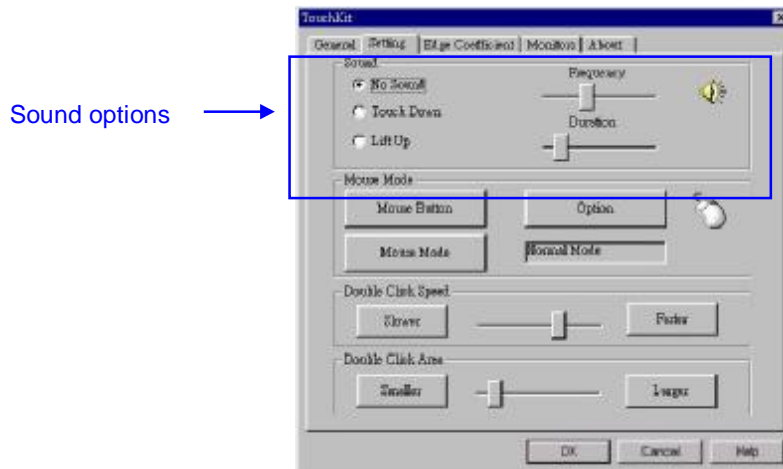 TouchKit
General Setting Edge Coefficient Monitors About
Sound options
Sound
No Sound
Frequency
Touch Down
Duration
Lift Up
Mouse Mode
Mouse Button Option
Mouse Mode Normal Mode
Double Click Speed
Slower Faster
Double Click Area
Smaller Larger
OK Cancel Help